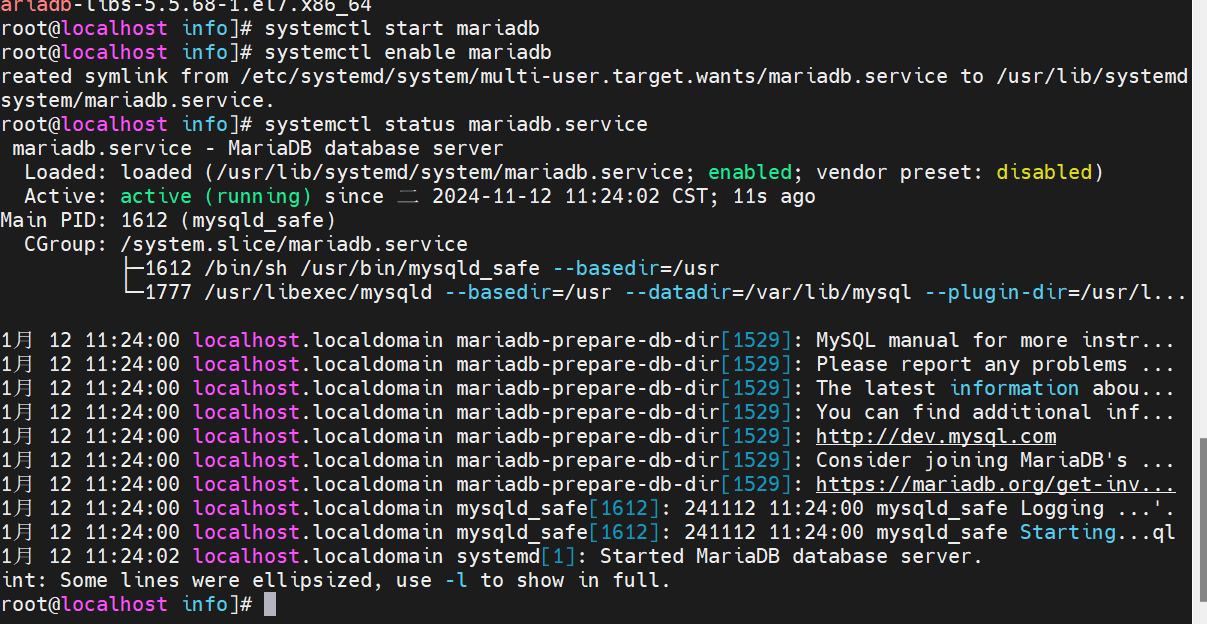 ariadb-libs-5.5.68-1.el7.x86_64
root@localhost info]# systemctl start mariadb
root@localhost info]# systemctl enable mariadb
reated symlink from /etc/systemd/system/multi-user.target.wants/mariadb.service to /usr/lib/systemd
system/mariadb.service.
root@localhost info]# systemctl status mariadb.service
 mariadb.service - MariaDB database server
  Loaded: loaded (/usr/lib/systemd/system/mariadb.service; enabled; vendor preset: disabled)
  Active: active (running) since 二 2024-11-12 11:24:02 CST; 11s ago
Main PID: 1612 (mysqld_safe)
  CGroup: /system.slice/mariadb.service
          ├─1612 /bin/sh /usr/bin/mysqld_safe --basedir=/usr
          └─1777 /usr/libexec/mysqld --basedir=/usr --datadir=/var/lib/mysql --plugin-dir=/usr/l...
1月 12 11:24:00 localhost.localdomain mariadb-prepare-db-dir[1529]: MySQL manual for more instr...
1月 12 11:24:00 localhost.localdomain mariadb-prepare-db-dir[1529]: Please report any problems ...
1月 12 11:24:00 localhost.localdomain mariadb-prepare-db-dir[1529]: The latest information abou...
1月 12 11:24:00 localhost.localdomain mariadb-prepare-db-dir[1529]: You can find additional inf...
1月 12 11:24:00 localhost.localdomain mariadb-prepare-db-dir[1529]: http://dev.mysql.com
1月 12 11:24:00 localhost.localdomain mariadb-prepare-db-dir[1529]: Consider joining MariaDB's ...
1月 12 11:24:00 localhost.localdomain mariadb-prepare-db-dir[1529]: https://mariadb.org/get-inv...
1月 12 11:24:00 localhost.localdomain mysqld_safe[1612]: 241112 11:24:00 mysqld_safe Logging ...'.
1月 12 11:24:00 localhost.localdomain mysqld_safe[1612]: 241112 11:24:00 mysqld_safe Starting...ql
1月 12 11:24:02 localhost.localdomain systemd[1]: Started MariaDB database server.
int: Some lines were ellipsized, use -l to show in full.
root@localhost info]#